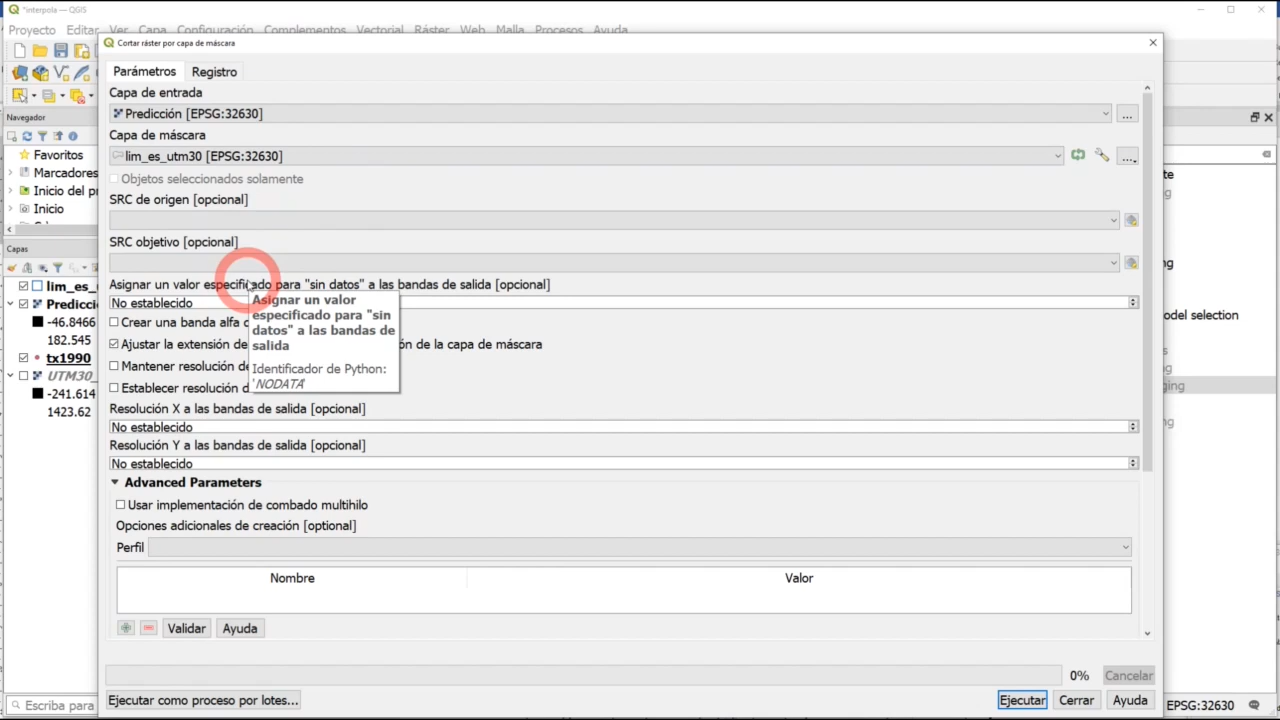 *interpola — QGIS
Proyecto Editar Ver Capa Configuración Complementos Vectorial Ráster Web Malla Procesos Ayuda
Cortar ráster por capa de máscara
Parámetros Registro
Capa de entrada
Predicción [EPSG:32630]
...
Capa de máscara
lim_es_utm30 [EPSG:32630]
...
Objetos seleccionados solamente
SRC de origen [opcional]
SRC objetivo [opcional]
Asignar un valor especificado para "sin datos" a las bandas de salida [opcional]
No establecido
Asignar un valor
especificado para "sin
datos" a las bandas de
salida
Identificador de Python:
'NODATA'
Crear una banda alfa
Ajustar la extensión de
ón de la capa de máscara
Mantener resolución de
Establecer resolución d
Resolución X a las bandas de salida [opcional]
No establecido
Resolución Y a las bandas de salida [opcional]
No establecido
Advanced Parameters
Usar implementación de combado multihilo
Opciones adicionales de creación [optional]
Perfil
Nombre Valor
Validar Ayuda
0% Cancelar
Ejecutar como proceso por lotes... Ejecutar Cerrar Ayuda
Navegador
Favoritos
Marcadores
Inicio del pr
Inicio
Capas
lim_es_u
Predicci
-46.8466
182.545
tx1990
UTM30_
-241.614
1423.62
Escriba para
te
g
ng
odel selection
s
g
ging
ng
EPSG:32630